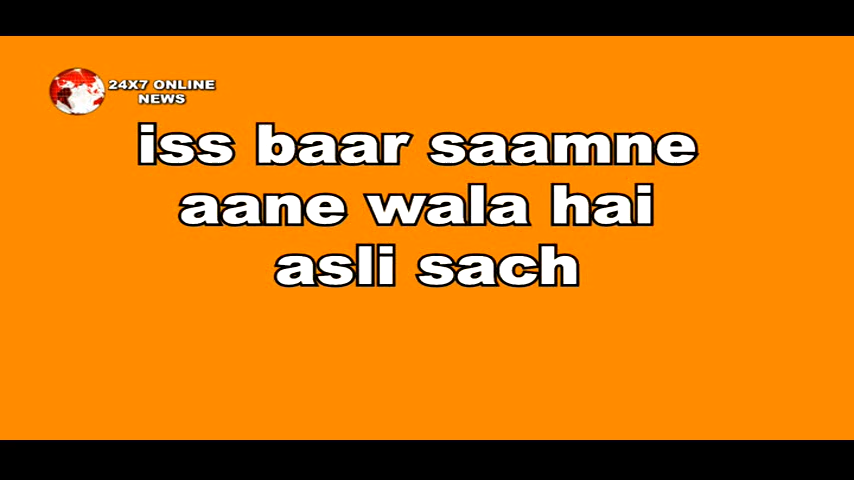 24X7 ONLINE
NEWS
iss baar saamne
aane wala hai
asli sach